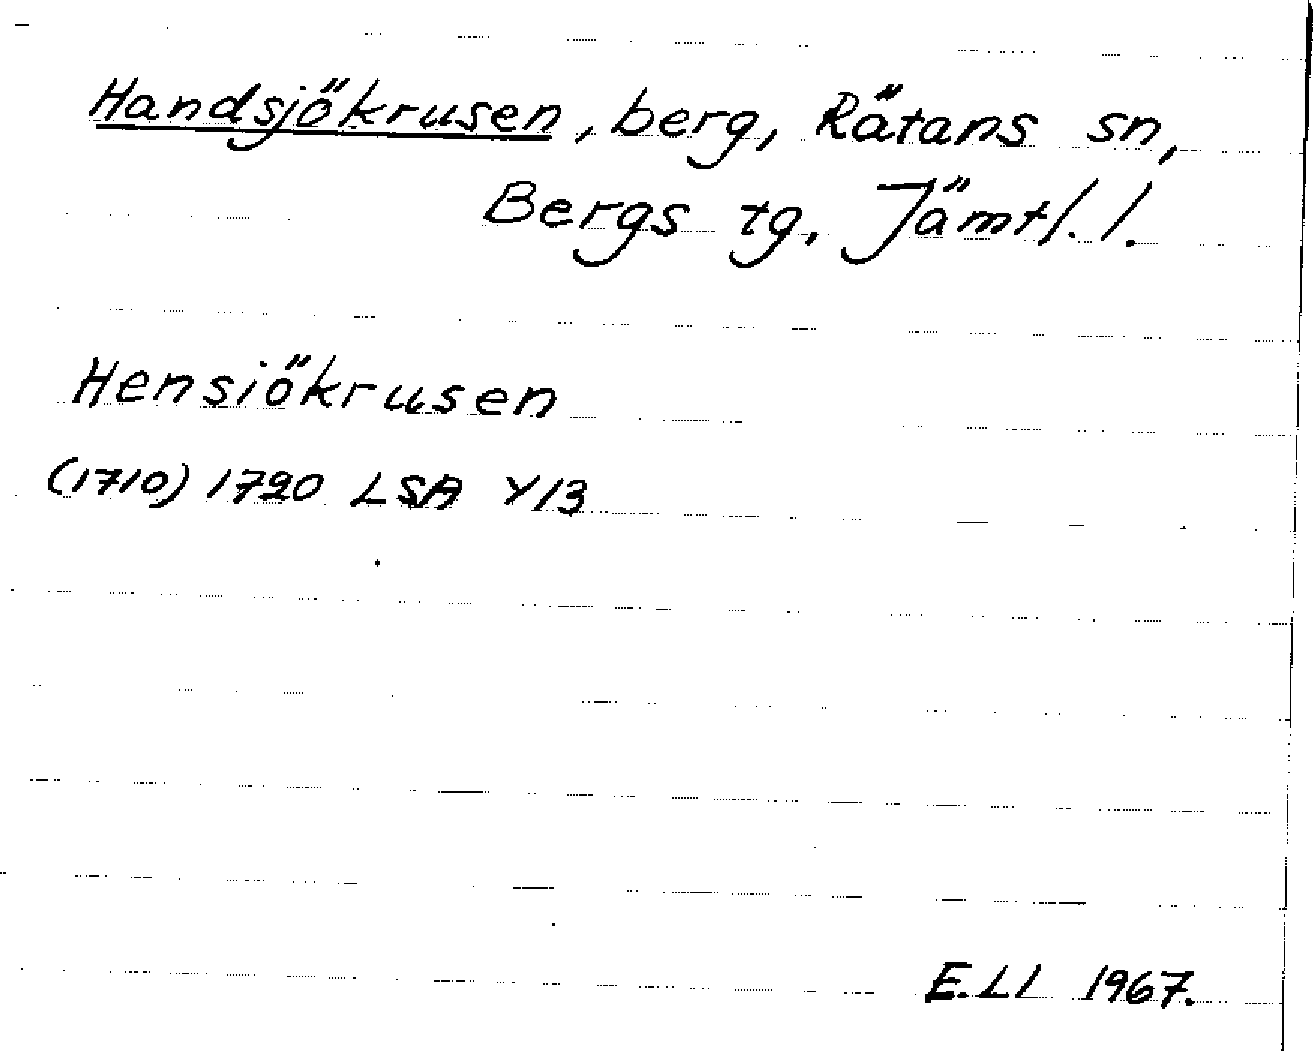 Handsjökrusen, berg, Rätans sn,
Bergs tg, Jämtl. l.
Hensiökrusen
(1710) 1720 LSA Y13
E. Ll 1967.